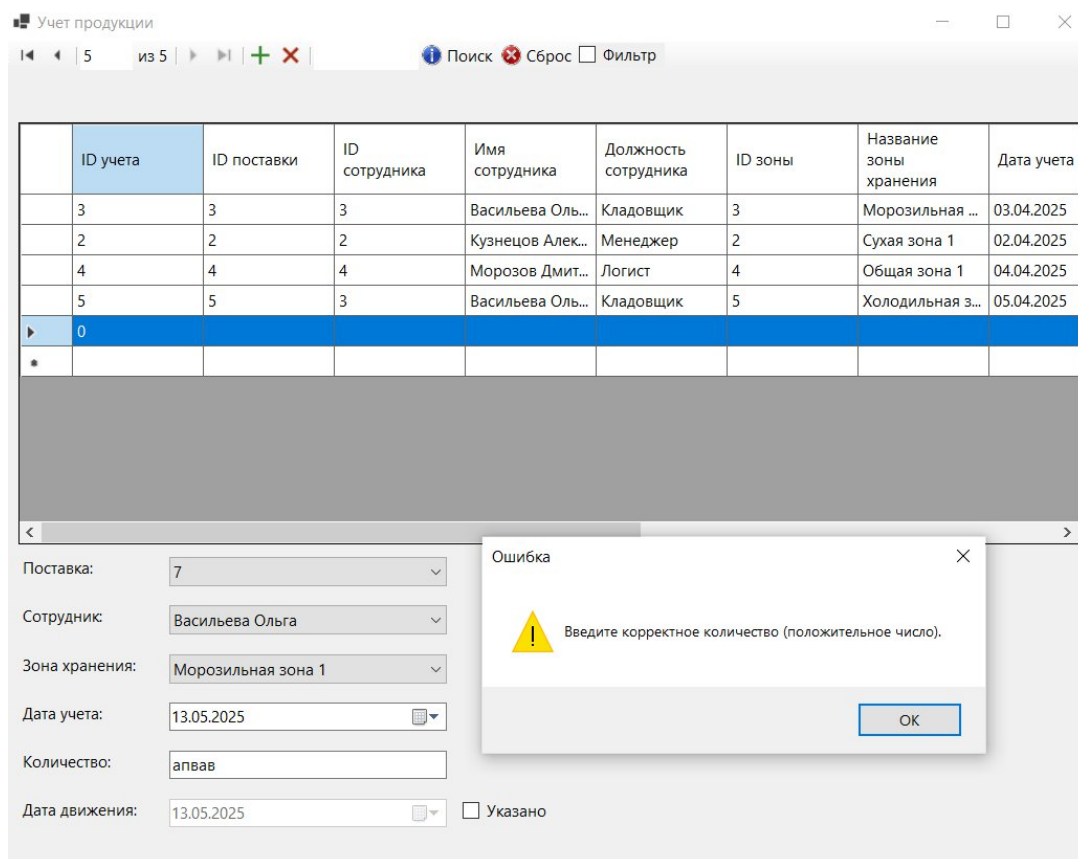 Учет продукции
5 из 5 Поиск Сброс Фильтр
ID учета ID поставки ID сотрудника Имя сотрудника Должность сотрудника ID зоны Название зоны хранения Дата учета
3 3 3 Васильева Оль... Кладовщик 3 Морозильная ... 03.04.2025
2 2 2 Кузнецов Алек... Менеджер 2 Сухая зона 1 02.04.2025
4 4 4 Морозов Дмит... Логист 4 Общая зона 1 04.04.2025
5 5 3 Васильева Оль... Кладовщик 5 Холодильная з... 05.04.2025
0
Поставка: 7
Сотрудник: Васильева Ольга
Зона хранения: Морозильная зона 1
Дата учета: 13.05.2025
Количество: апвав
Дата движения: 13.05.2025 Указано
Ошибка
Введите корректное количество (положительное число).
ОК